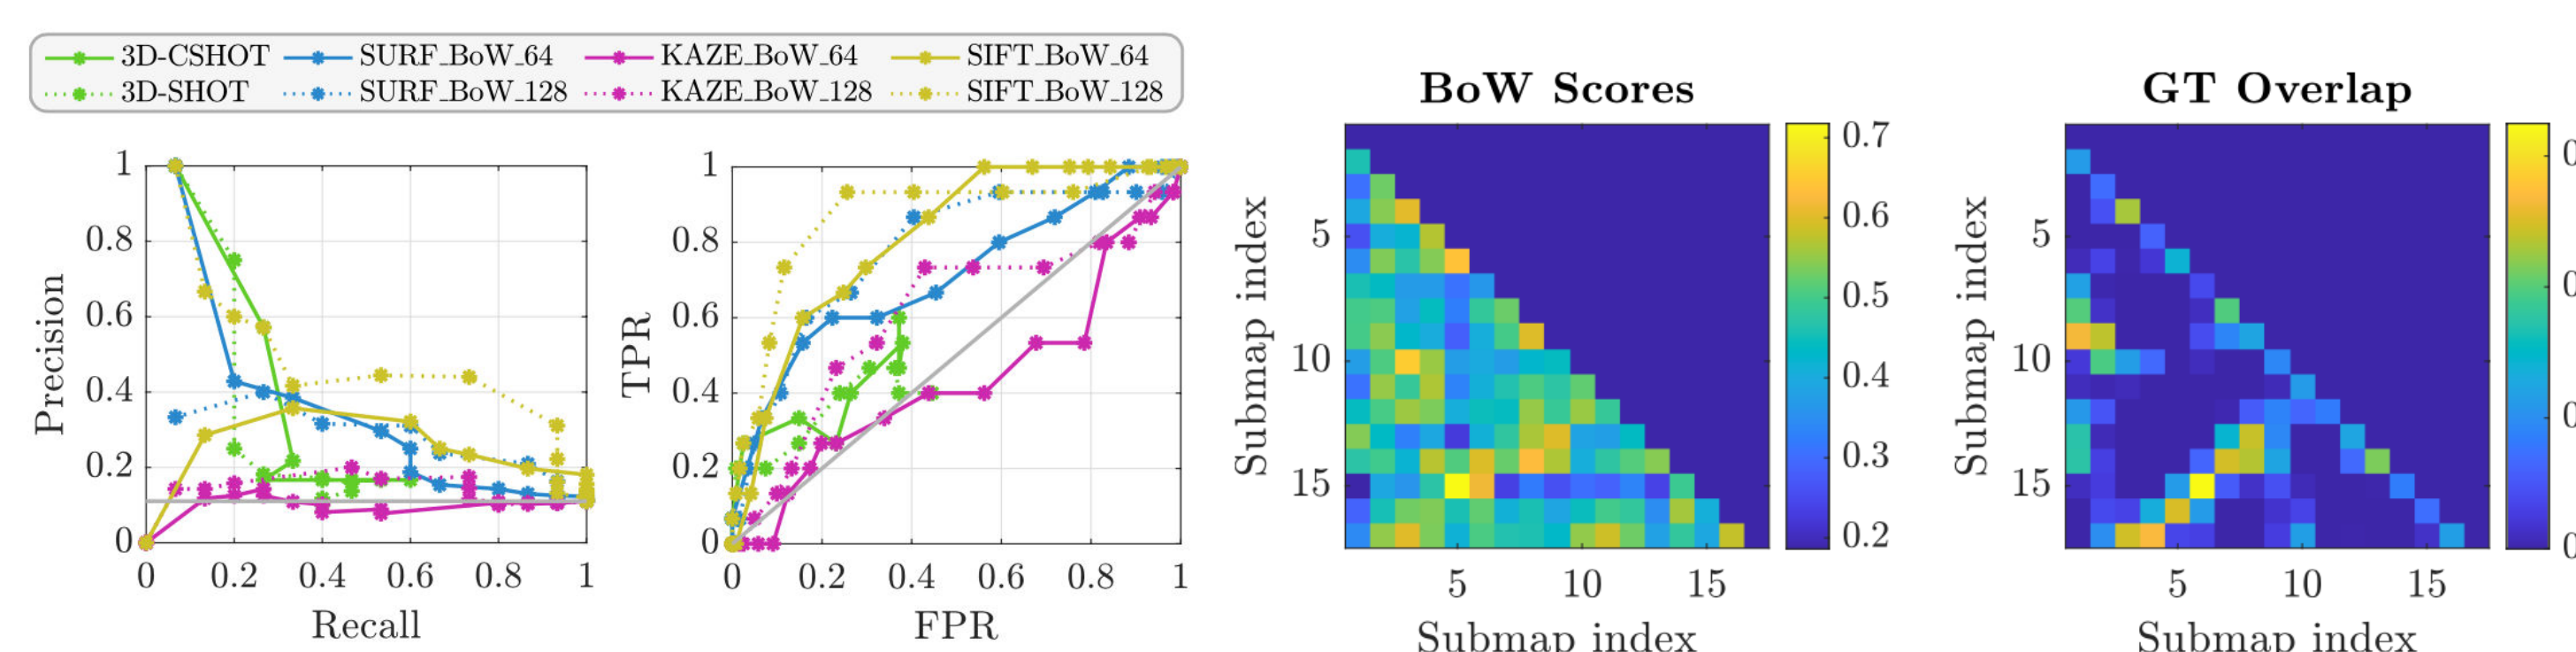 3D-CSHOT SURF_BoW_64 KAZE_BoW_64 SIFT_BoW_64
3D-SHOT SURF_BoW_128 KAZE_BoW_128 SIFT_BoW_128
Precision
1
0.8
0.6
0.4
0.2
0
0 0.2 0.4 0.6 0.8 1
Recall
TPR
1
0.8
0.6
0.4
0.2
0
0 0.2 0.4 0.6 0.8 1
FPR
BoW Scores
Submap index
5
10
15
5 10 15
Submap index
0.7
0.6
0.5
0.4
0.3
0.2
GT Overlap
Submap index
5
10
15
5 10 15
Submap index